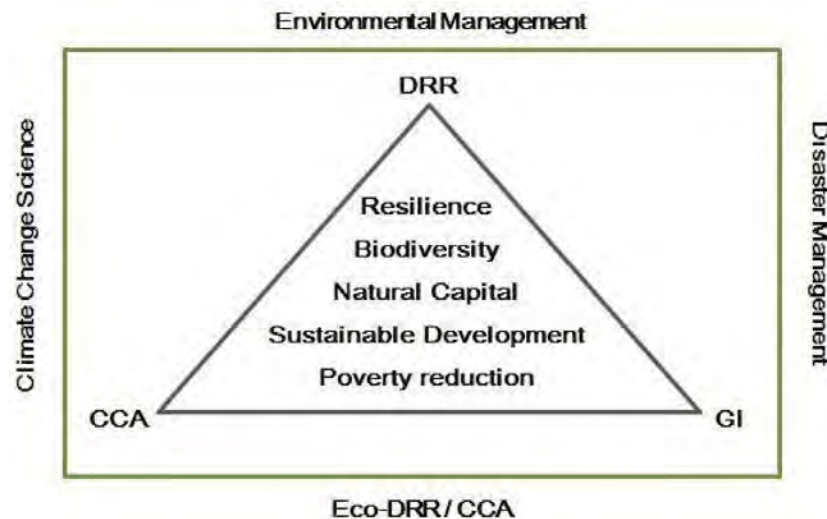 Environmental Management
DRR
Climate Change Science
Disaster Management
Resilience
Biodiversity
Natural Capital
Sustainable Development
Poverty reduction
CCA
GI
Eco-DRR / CCA